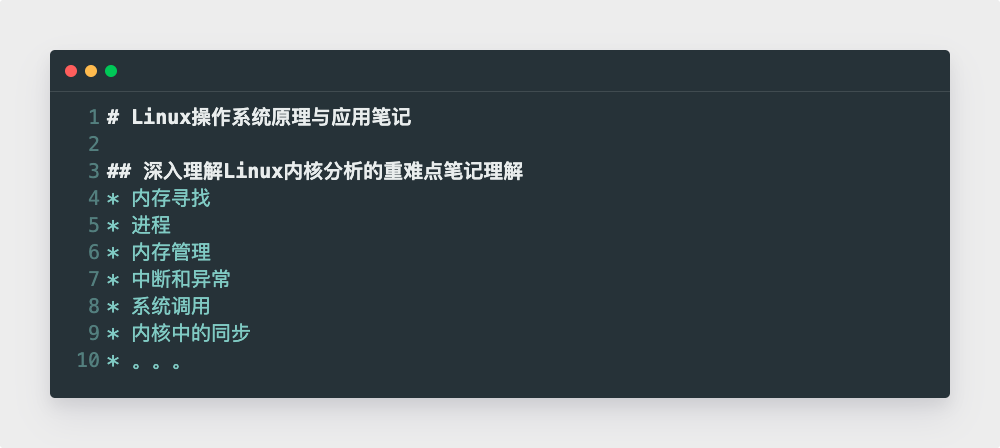 1 # Linux操作系统原理与应用笔记
2
3 ## 深入理解Linux内核分析的重难点笔记理解
4 * 内存寻找
5 * 进程
6 * 内存管理
7 * 中断和异常
8 * 系统调用
9 * 内核中的同步
10 * 。。。